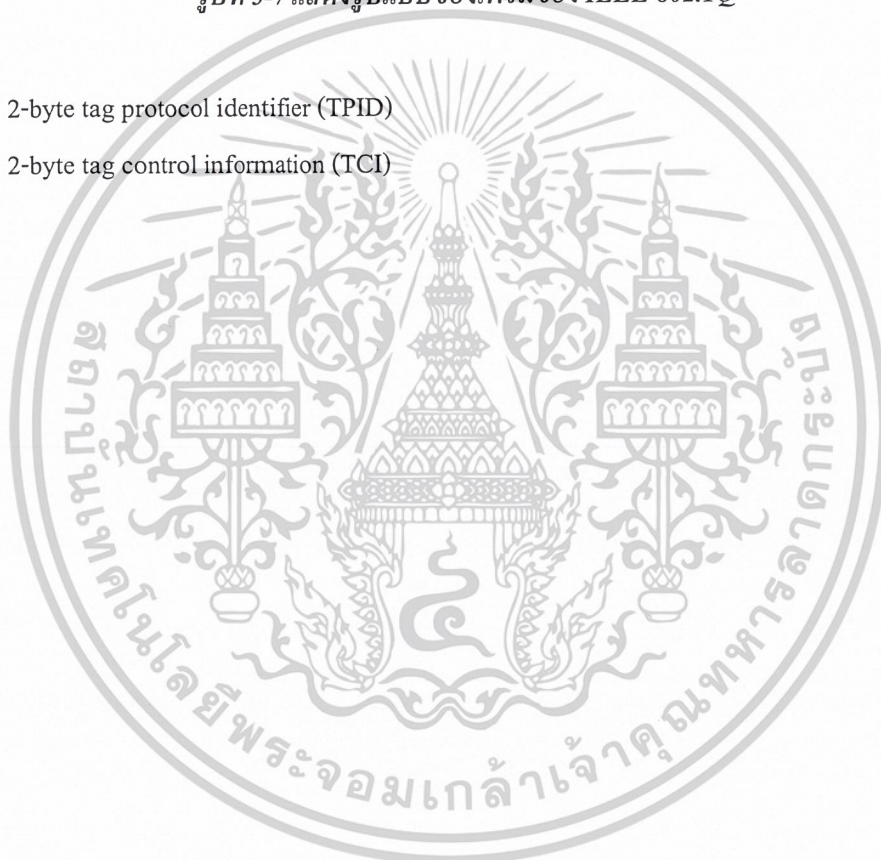 2-byte tag protocol identifier (TPID)
2-byte tag control information (TCI)
สถาบันเทคโนโลยีพระจอมเกล้าเจ้าคุณทหารลาดกระบัง